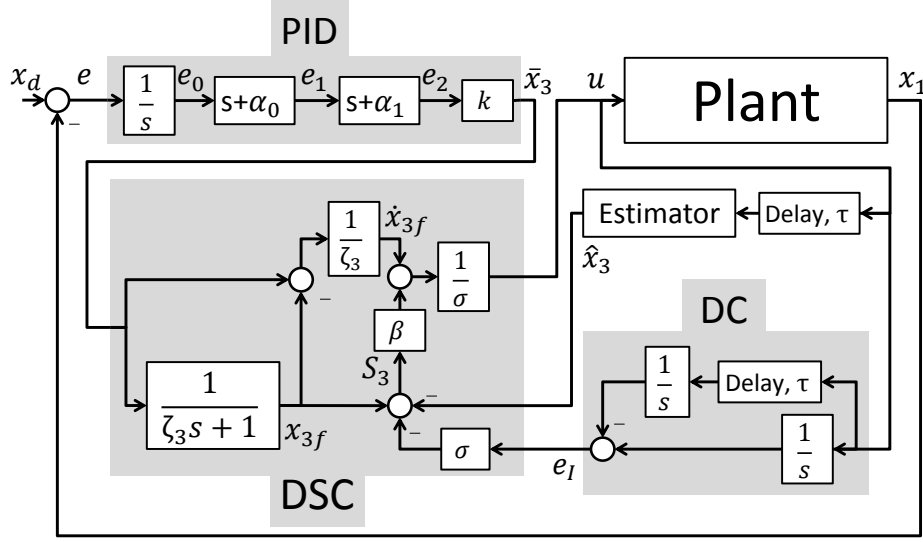 PID
x_d
e
1
s
e_0
s+α_0
e_1
s+α_1
e_2
k
x̄_3
u
Plant
x_1
−
1
ζ_3
ẋ_3f
1
σ
Estimator
Delay, τ
x̂_3
−
β
DC
S_3
1
s
Delay, τ
1
ζ_3s + 1
x_3f
−
−
−
1
s
σ
e_I
DSC